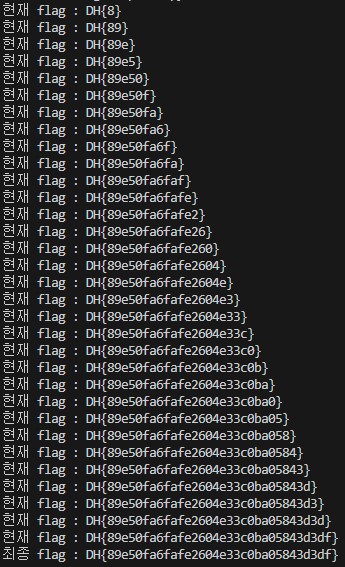 현재 flag : DH{8}
현재 flag : DH{89}
현재 flag : DH{89e}
현재 flag : DH{89e5}
현재 flag : DH{89e50}
현재 flag : DH{89e50f}
현재 flag : DH{89e50fa}
현재 flag : DH{89e50fa6}
현재 flag : DH{89e50fa6f}
현재 flag : DH{89e50fa6fa}
현재 flag : DH{89e50fa6faf}
현재 flag : DH{89e50fa6fafe}
현재 flag : DH{89e50fa6fafe2}
현재 flag : DH{89e50fa6fafe26}
현재 flag : DH{89e50fa6fafe260}
현재 flag : DH{89e50fa6fafe2604}
현재 flag : DH{89e50fa6fafe2604e}
현재 flag : DH{89e50fa6fafe2604e3}
현재 flag : DH{89e50fa6fafe2604e33}
현재 flag : DH{89e50fa6fafe2604e33c}
현재 flag : DH{89e50fa6fafe2604e33c0}
현재 flag : DH{89e50fa6fafe2604e33c0b}
현재 flag : DH{89e50fa6fafe2604e33c0ba}
현재 flag : DH{89e50fa6fafe2604e33c0ba0}
현재 flag : DH{89e50fa6fafe2604e33c0ba05}
현재 flag : DH{89e50fa6fafe2604e33c0ba058}
현재 flag : DH{89e50fa6fafe2604e33c0ba0584}
현재 flag : DH{89e50fa6fafe2604e33c0ba05843}
현재 flag : DH{89e50fa6fafe2604e33c0ba05843d}
현재 flag : DH{89e50fa6fafe2604e33c0ba05843d3}
현재 flag : DH{89e50fa6fafe2604e33c0ba05843d3d}
현재 flag : DH{89e50fa6fafe2604e33c0ba05843d3df}
최종 flag : DH{89e50fa6fafe2604e33c0ba05843d3df}